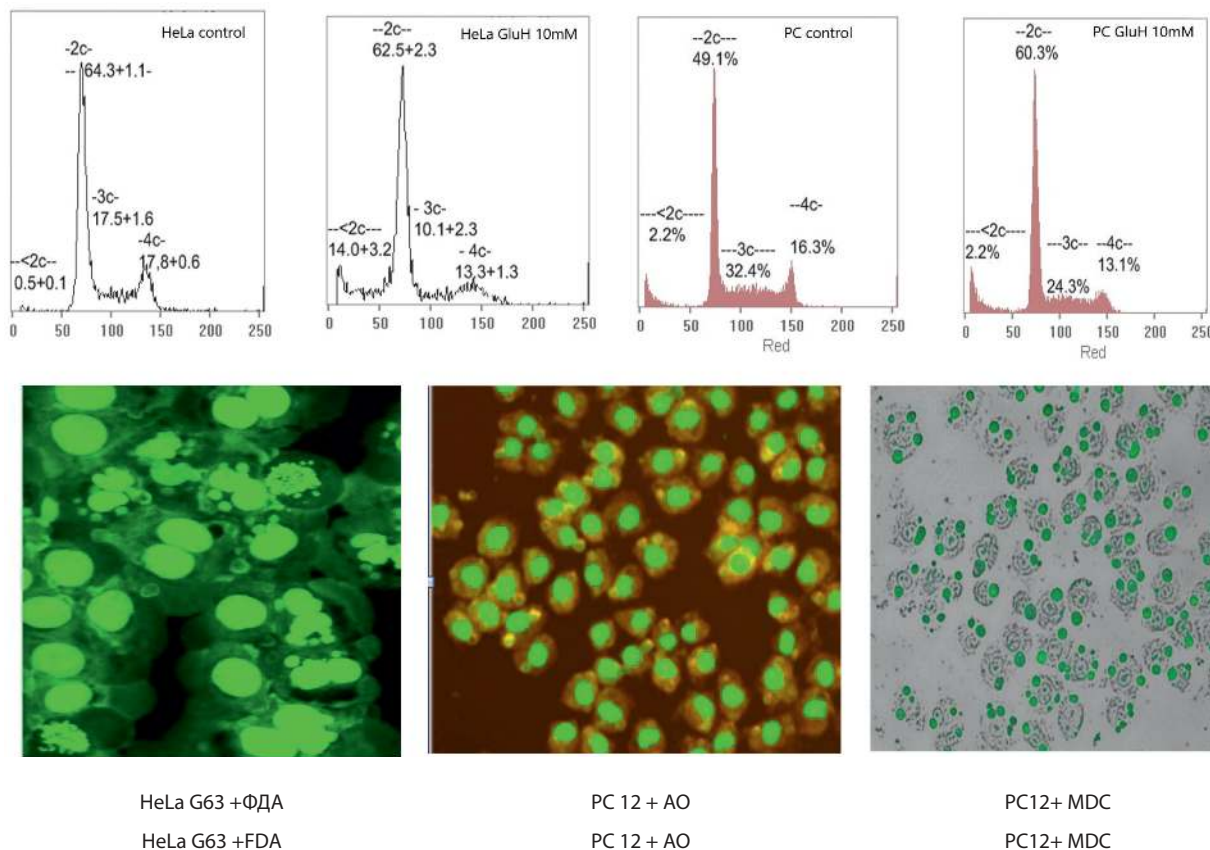 HeLa control
-2c-
-- 64.3+1.1-
-3c-
17.5+1.6
-4c-
17,8+0.6
--<2c--
0.5+0.1
0 50 100 150 200 250
HeLa GluH 10mM
--2c--
62.5+2.3
- 3c-
10.1+2.3
--<2c---
14.0+3.2
- 4c-
13.3+1.3
0 50 100 150 200 250
PC control
--2c---
49.1%
---<2c----
2.2%
---3c----
32.4%
--4c-
16.3%
0 50 100 150 200 250
Red
PC GluH 10mM
--2c--
60.3%
---<2c----
2.2%
---3c--
24.3%
--4c--
13.1%
0 50 100 150 200 250
Red
HeLa G63 +ФДА
PC 12 + AO
PC12+ MDC
HeLa G63 +FDA
PC 12 + AO
PC12+ MDC